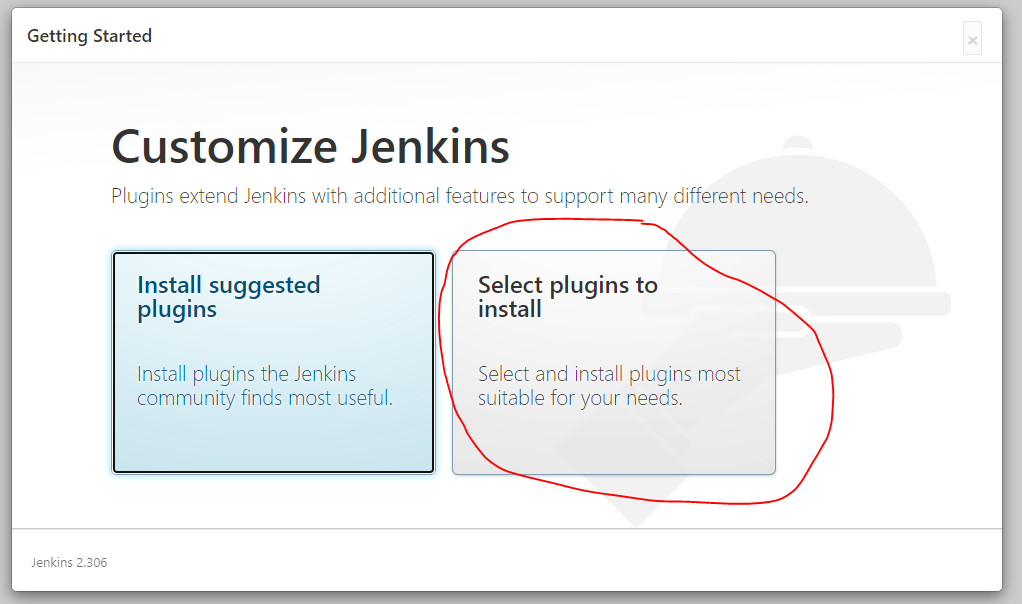 Getting Started
×
Customize Jenkins
Plugins extend Jenkins with additional features to support many different needs.
Install suggested
plugins
Install plugins the Jenkins
community finds most useful.
Select plugins to
install
Select and install plugins most
suitable for your needs.
Jenkins 2.306